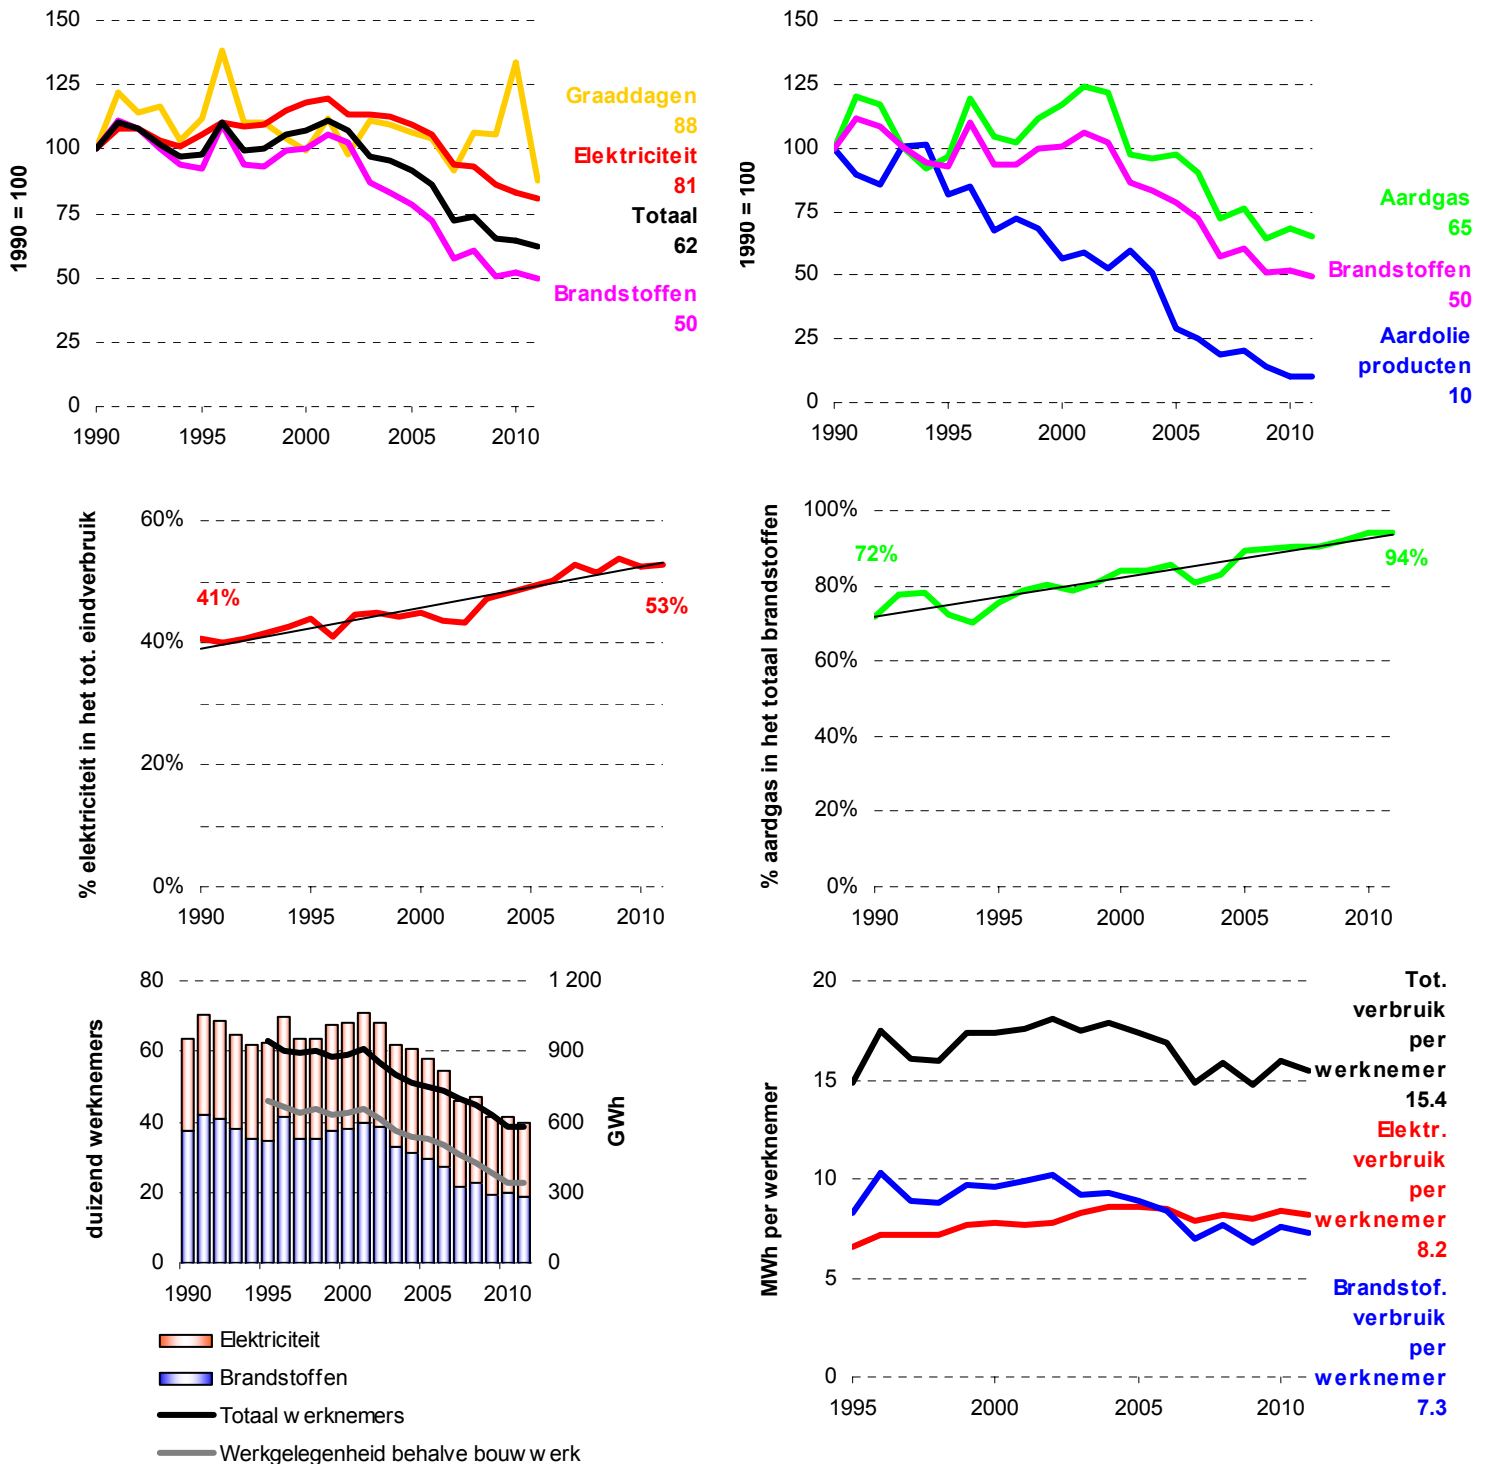 150
125
100
75
50
25
0
1990 = 100
1990
1995
2000
2005
2010
Graaddagen
88
Elektriciteit
81
Totaal
62
Brandstoffen
50
150
125
100
75
50
25
0
1990 = 100
1990
1995
2000
2005
2010
Aardgas
65
Brandstoffen
50
Aardolie
producten
10
% elektriciteit in het tot. eindverbruik
60%
40%
20%
0%
41%
53%
1990
1995
2000
2005
2010
% aardgas in het totaal brandstoffen
100%
80%
60%
40%
20%
0%
72%
94%
1990
1995
2000
2005
2010
duizend werknemers
80
60
40
20
0
1 200
900
600
300
0
GWh
1990
1995
2000
2005
2010
Elektriciteit
Brandstoffen
Totaal werknemers
Werkgelegenheid behalve bouwwerk
MWh per werknemer
20
15
10
5
0
1995
2000
2005
2010
Tot.
verbruik
per
werknemer
15.4
Elektr.
verbruik
per
werknemer
8.2
Brandstof.
verbruik
per
werknemer
7.3